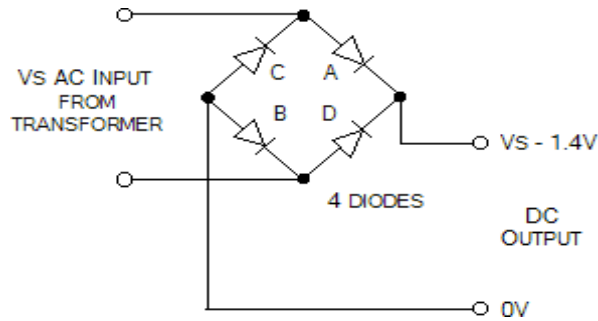 C A
VS AC INPUT
FROM
TRANSFORMER
B D
VS - 1.4V
4 DIODES
DC
OUTPUT
0V